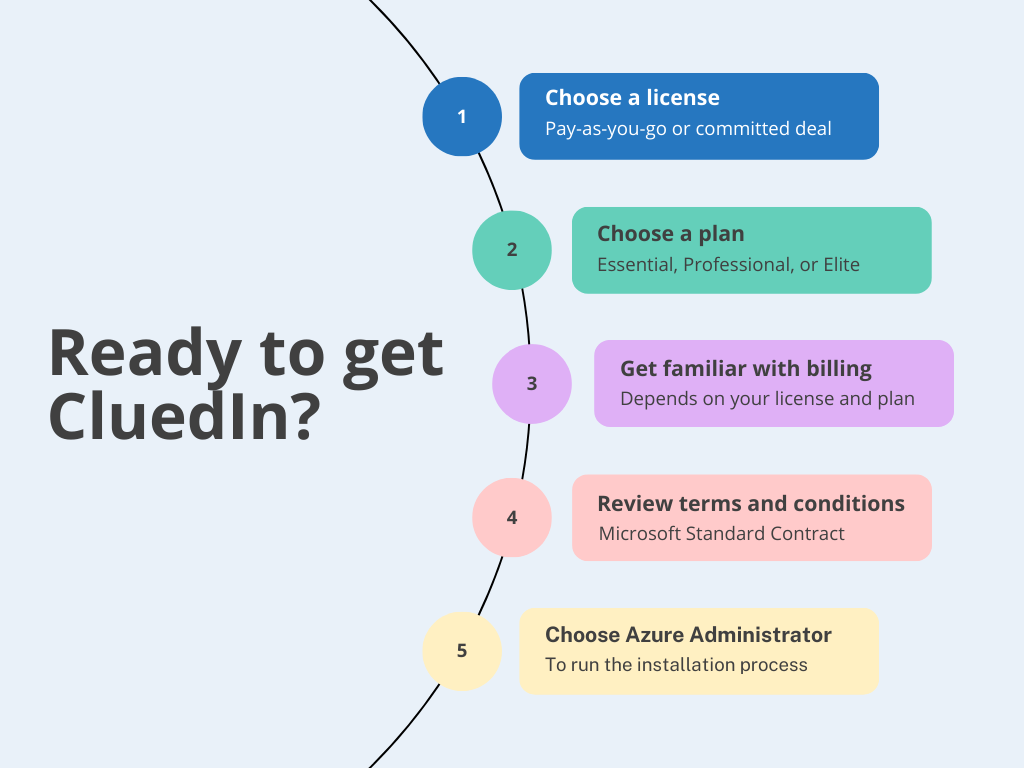 Ready to get
CluedIn?
1
Choose a license
Pay-as-you-go or committed deal
2
Choose a plan
Essential, Professional, or Elite
3
Get familiar with billing
Depends on your license and plan
4
Review terms and conditions
Microsoft Standard Contract
5
Choose Azure Administrator
To run the installation process